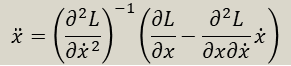 ẍ = (∂²L/∂ẋ²)⁻¹ (∂L/∂x − ∂²L/∂x∂ẋ ẋ)